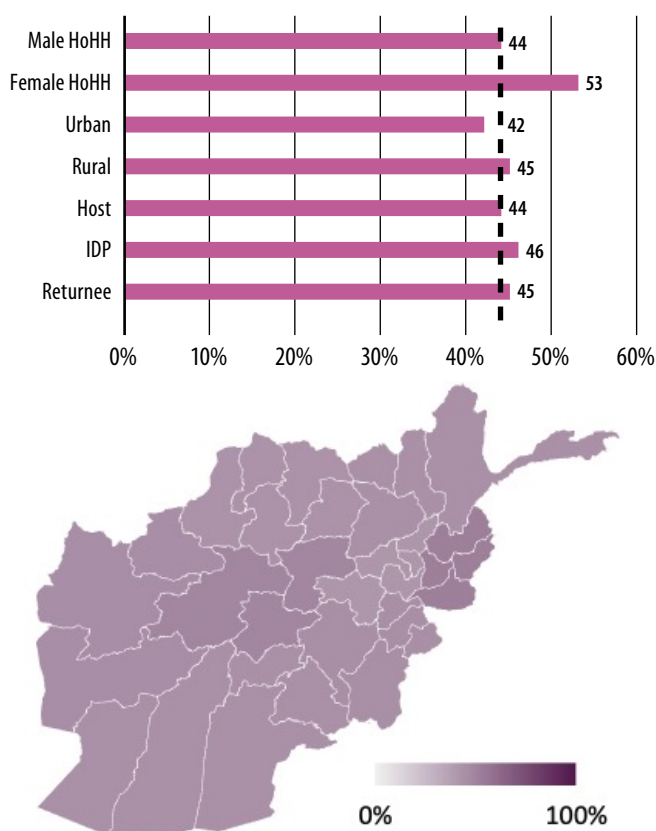 Male HoHH 44
Female HoHH 53
Urban 42
Rural 45
Host 44
IDP 46
Returnee 45
0% 10% 20% 30% 40% 50% 60%
0% 100%